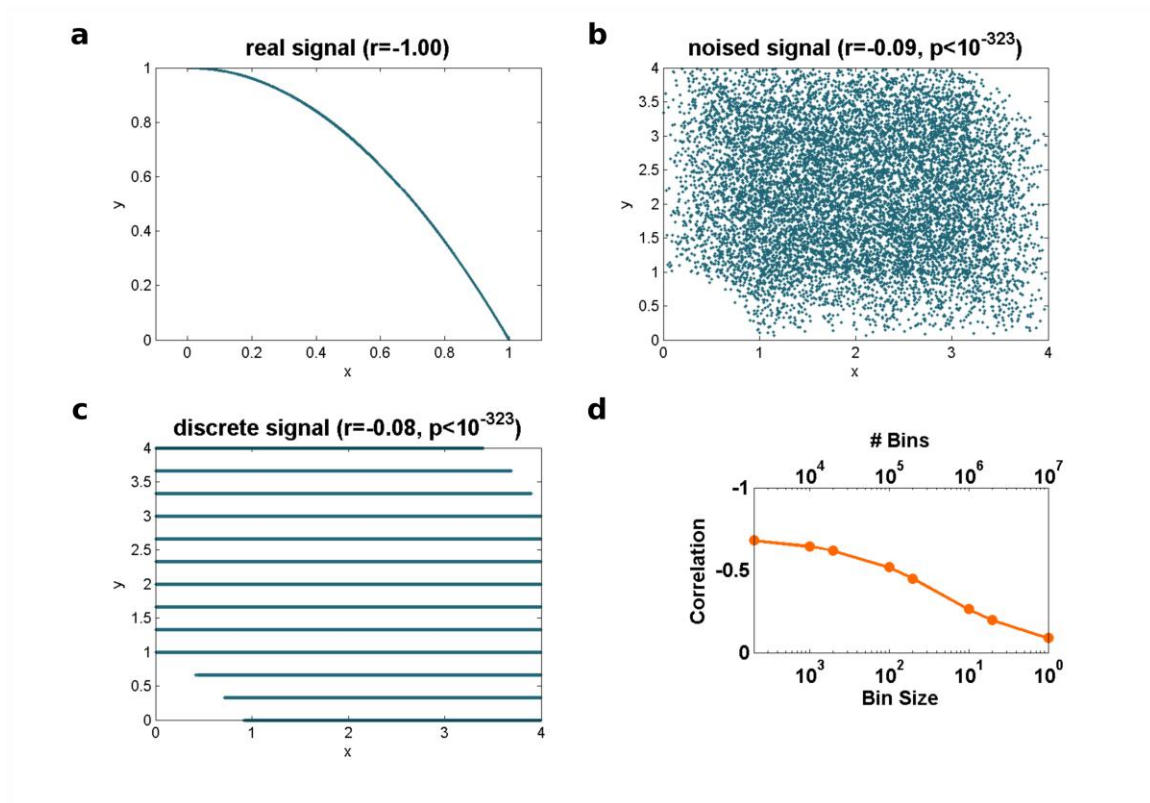 a
real signal (r=-1.00)
1
0.8
0.6
0.4
0.2
0
y
0 0.2 0.4 0.6 0.8 1
x
b
noised signal (r=-0.09, p<10^-323)
4
3.5
3
2.5
2
1.5
1
0.5
0
y
0 1 2 3 4
x
c
discrete signal (r=-0.08, p<10^-323)
4
3.5
3
2.5
2
1.5
1
0.5
0
y
0 1 2 3 4
x
d
# Bins
10^4 10^5 10^6 10^7
-1
-0.5
0
Correlation
10^3 10^2 10^1 10^0
Bin Size